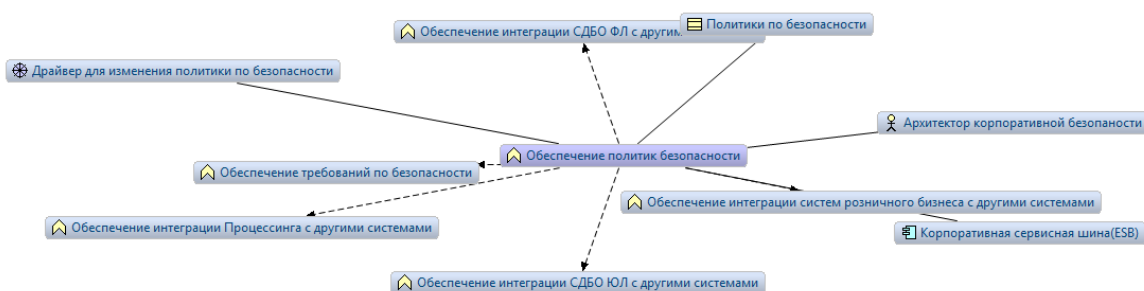 Обеспечение интеграции СДБО ФЛ с другим
Политики по безопасности
Драйвер для изменения политики по безопасности
Архитектор корпоративной безопаности
Обеспечение политик безопасности
Обеспечение требований по безопасности
Обеспечение интеграции систем розничного бизнеса с другими системами
Обеспечение интеграции Процессинга с другими системами
Корпоративная сервисная шина(ESB)
Обеспечение интеграции СДБО ЮЛ с другими системами